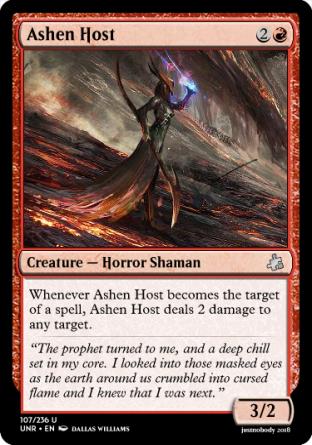 Ashen Host 2
Creature — Horror Shaman
Whenever Ashen Host becomes the target
of a spell, Ashen Host deals 2 damage to
any target.
“The prophet turned to me, and a deep chill
set in my core. I looked into those masked eyes
as the earth around us crumbled into cursed
flame and I knew that I was next.”
3/2
107/236 U
UNR • EN DALLAS WILLIAMS
justnobody 2018